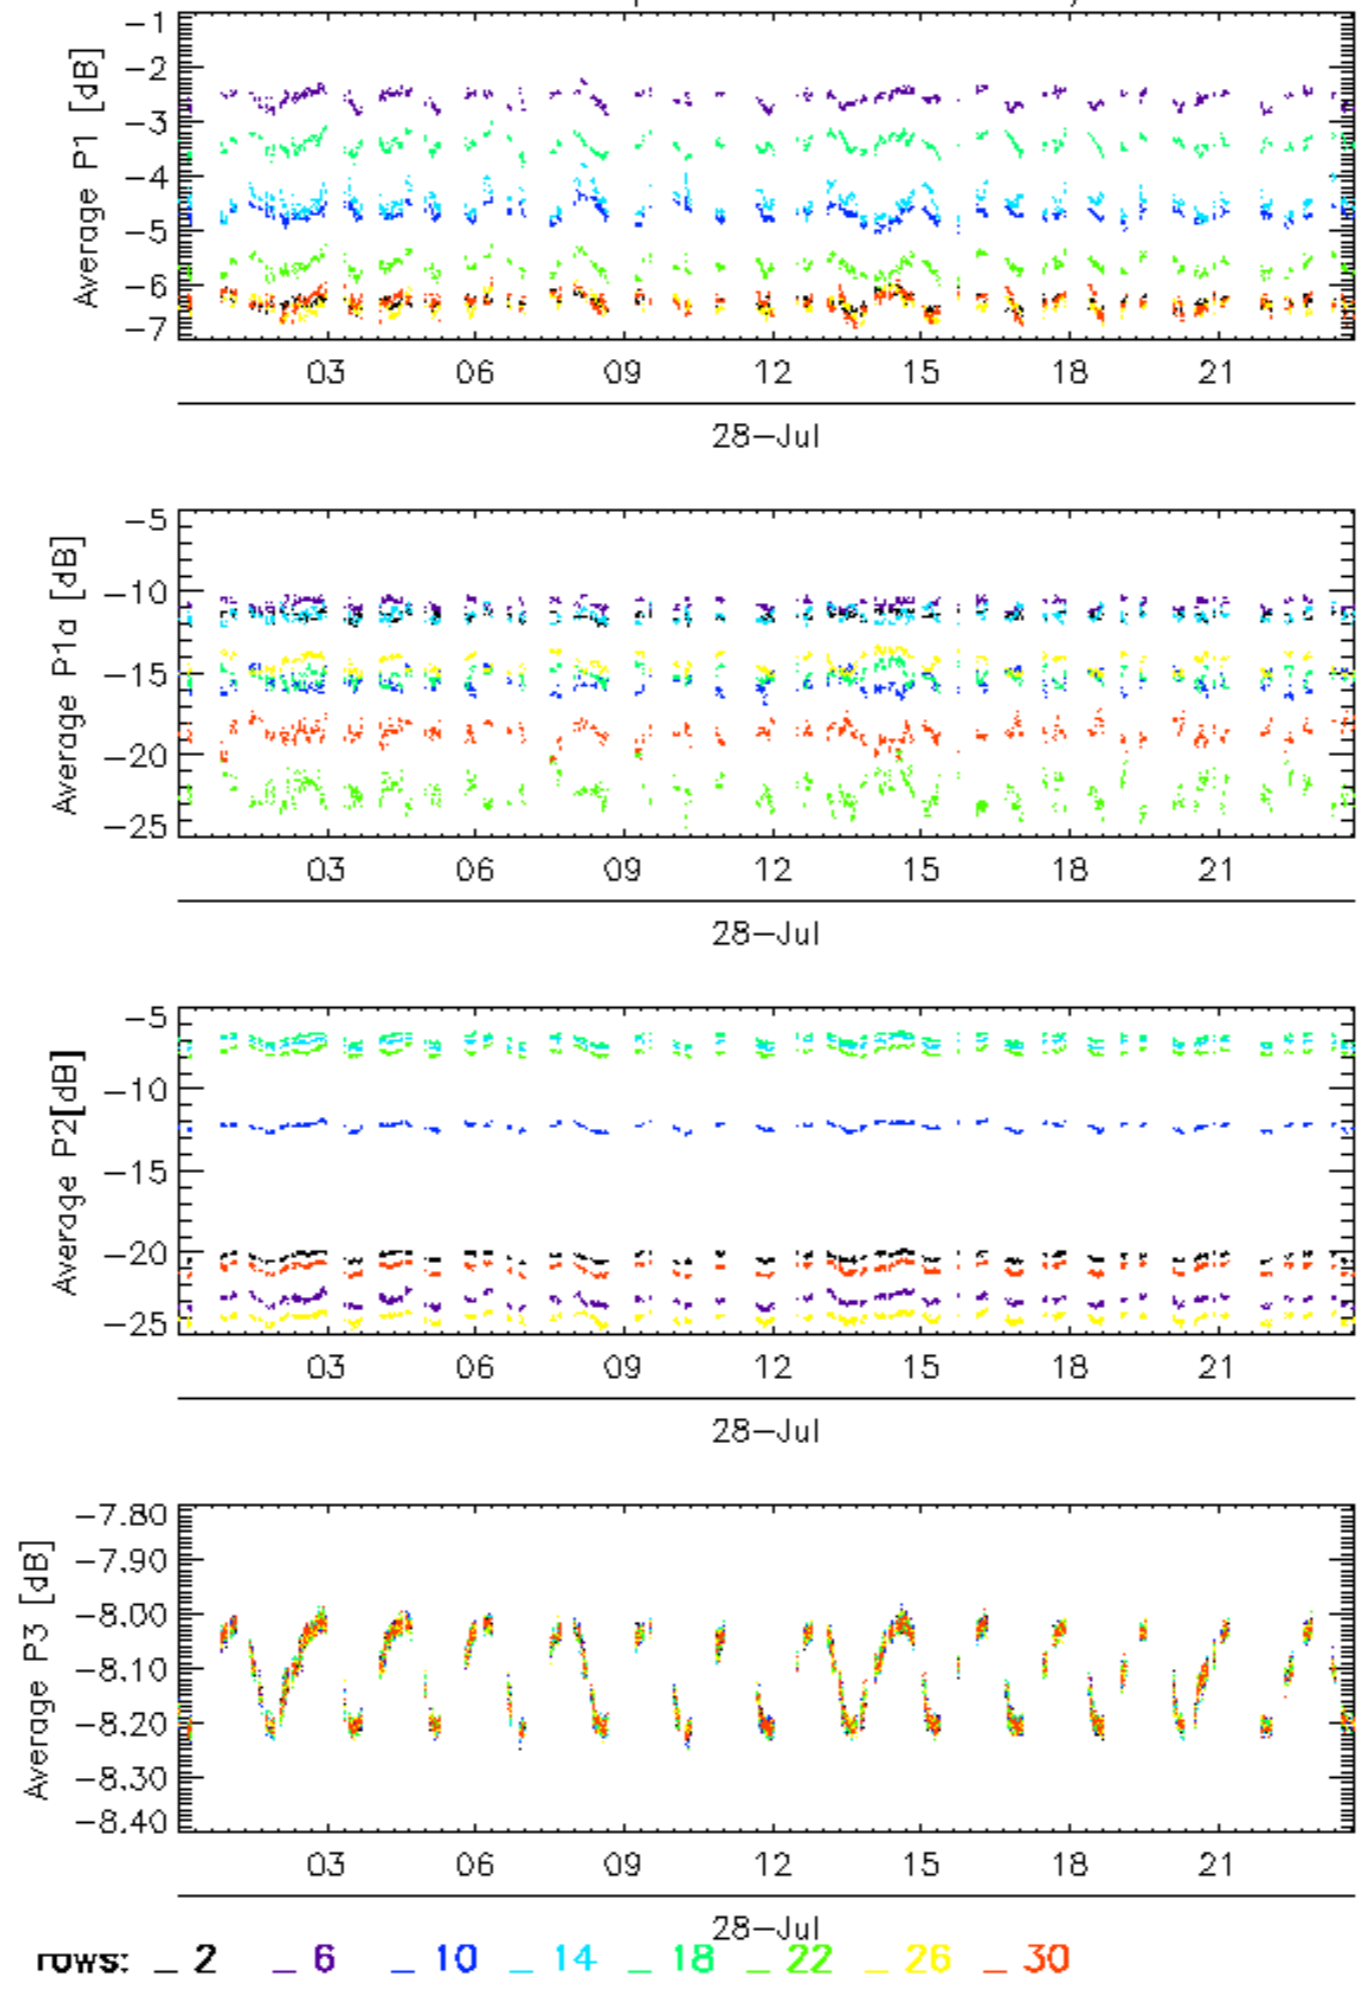 Average P1 [dB]
−1
−2
−3
−4
−5
−6
−7
03 06 09 12 15 18 21
28−Jul
Average P1a [dB]
−5
−10
−15
−20
−25
03 06 09 12 15 18 21
28−Jul
Average P2[dB]
−5
−10
−15
−20
−25
03 06 09 12 15 18 21
28−Jul
Average P3 [dB]
−7.80
−7.90
−8.00
−8.10
−8.20
−8.30
−8.40
03 06 09 12 15 18 21
28−Jul
rows: _ 2 _ 6 _ 10 _ 14 _ 18 _ 22 _ 26 _ 30